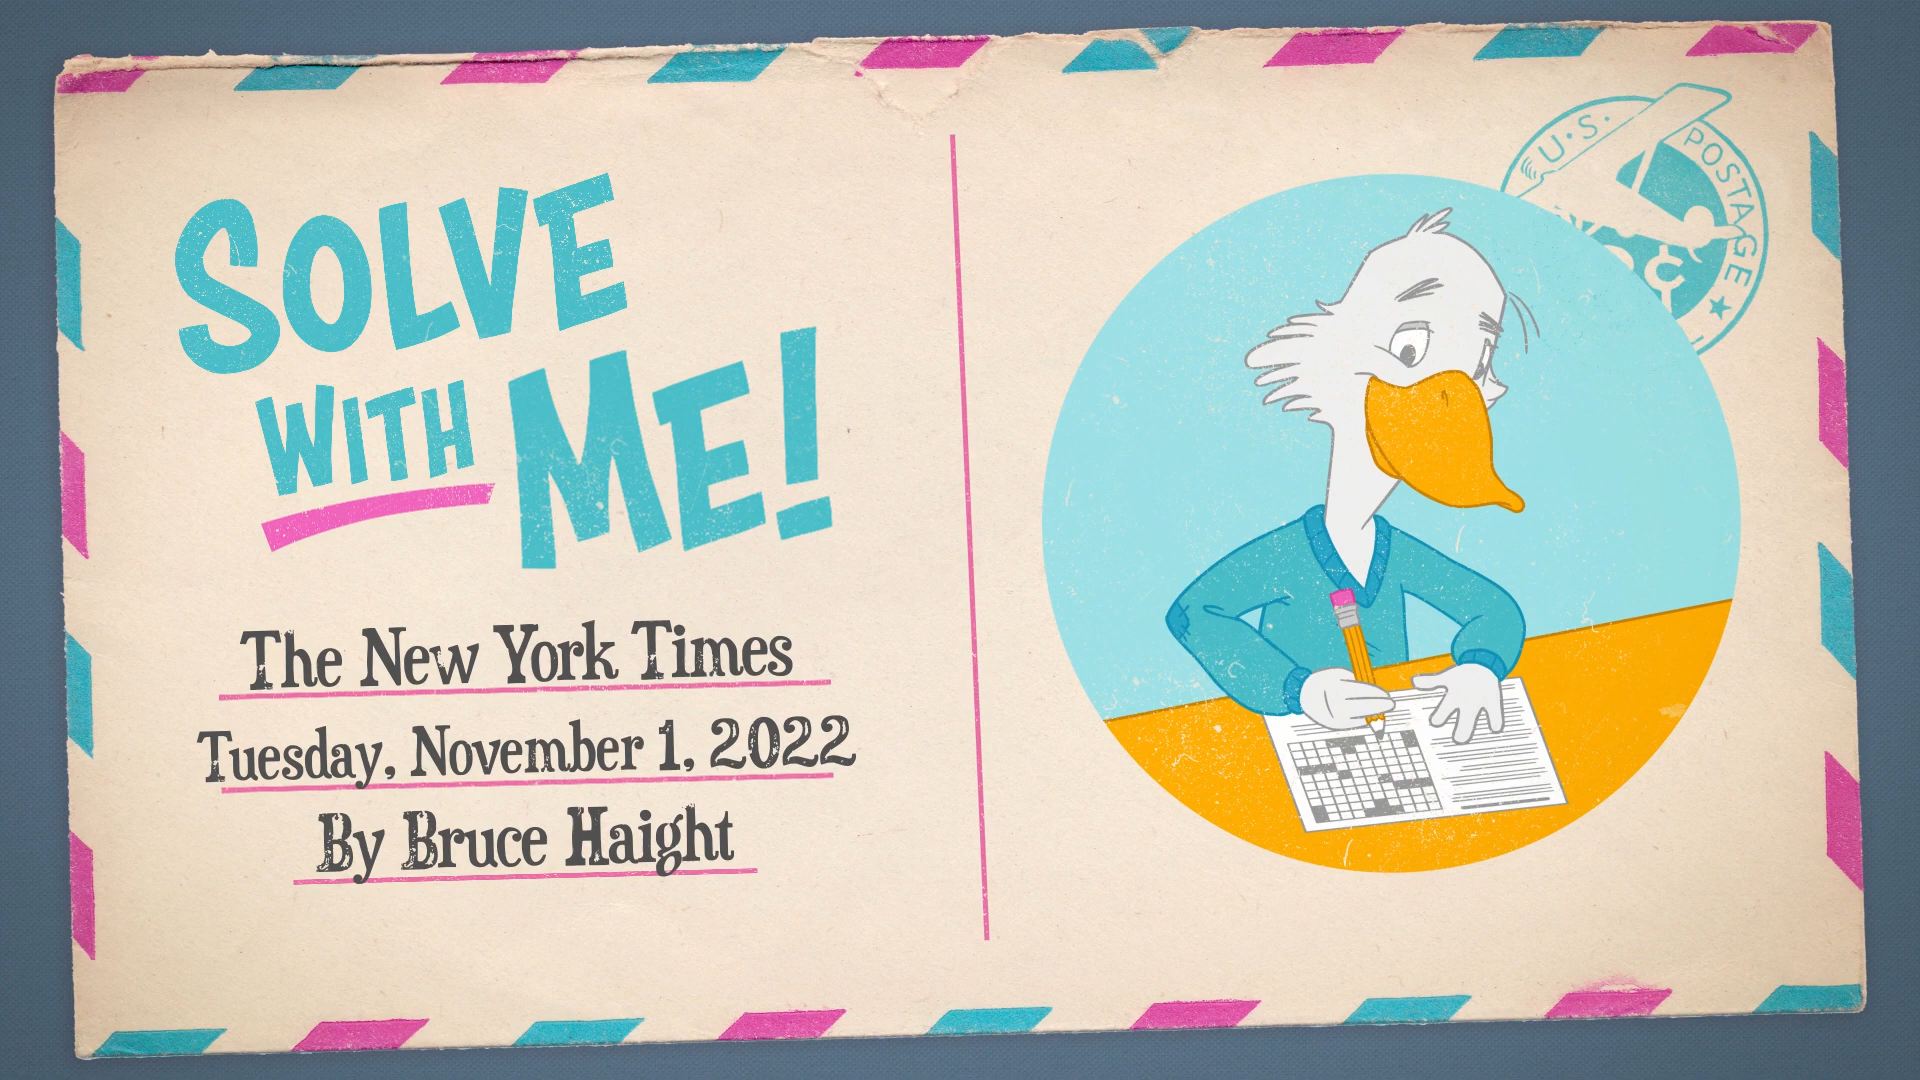 SOLVE
WITH ME!
The New York Times
Tuesday, November 1, 2022
By Bruce Haight
U.S. POSTAGE